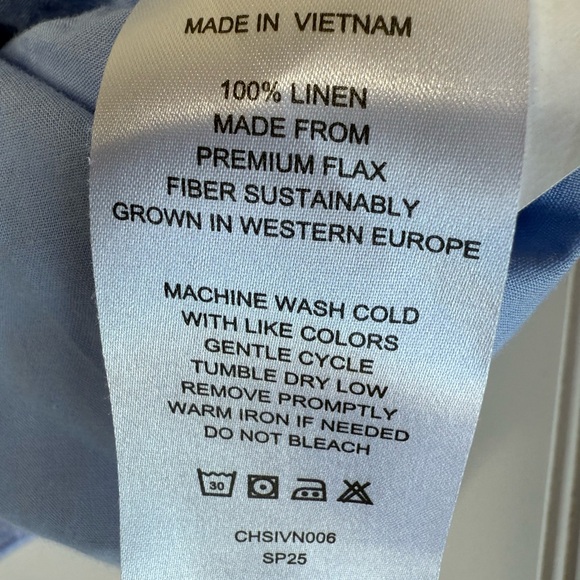 MADE IN VIETNAM
100% LINEN
MADE FROM
PREMIUM FLAX
FIBER SUSTAINABLY
GROWN IN WESTERN EUROPE
MACHINE WASH COLD
WITH LIKE COLORS
GENTLE CYCLE
TUMBLE DRY LOW
REMOVE PROMPTLY
WARM IRON IF NEEDED
DO NOT BLEACH
30
CHSIVN006
SP25